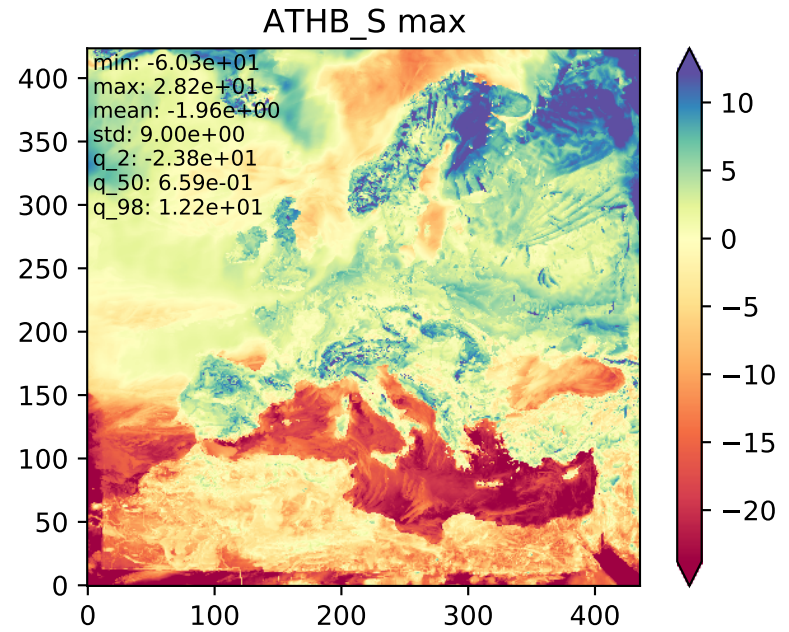 ATHB_S max
min: -6.03e+01
max: 2.82e+01
mean: -1.96e+00
std: 9.00e+00
q_2: -2.38e+01
q_50: 6.59e-01
q_98: 1.22e+01
400
350
300
250
200
150
100
50
0
0 100 200 300 400
10
5
0
−5
−10
−15
−20